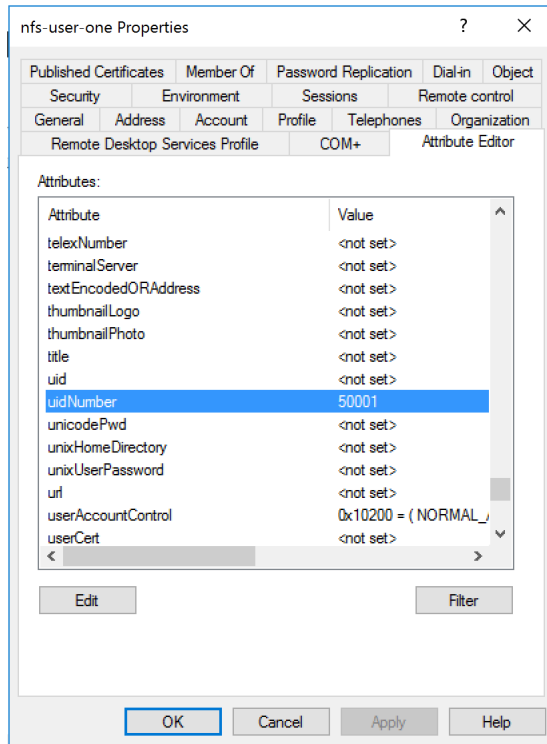 nfs-user-one Properties ? ×
Published Certificates Member Of Password Replication Dial-in Object
Security Environment Sessions Remote control
General Address Account Profile Telephones Organization
Remote Desktop Services Profile COM+ Attribute Editor
Attributes:
Attribute Value
telexNumber <not set>
terminalServer <not set>
textEncodedORAddress <not set>
thumbnailLogo <not set>
thumbnailPhoto <not set>
title <not set>
uid <not set>
uidNumber 50001
unicodePwd <not set>
unixHomeDirectory <not set>
unixUserPassword <not set>
url <not set>
userAccountControl 0x10200 = ( NORMAL_
userCert <not set>
Edit Filter
OK Cancel Apply Help